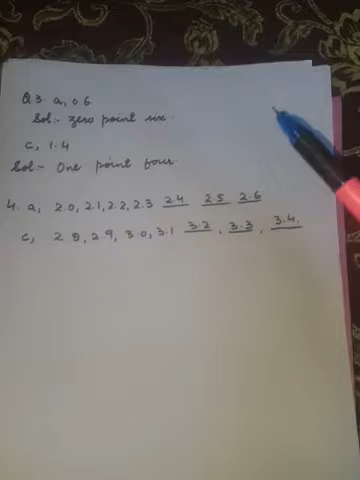 Q 3. a, 0.6
Sol:- zero point six.
c, 1.4
Sol:- One point four.
4. a, 2.0, 2.1, 2.2, 2.3 2.4 2.5 2.6
c, 2.8, 2.9, 3.0, 3.1 3.2, 3.3, 3.4.